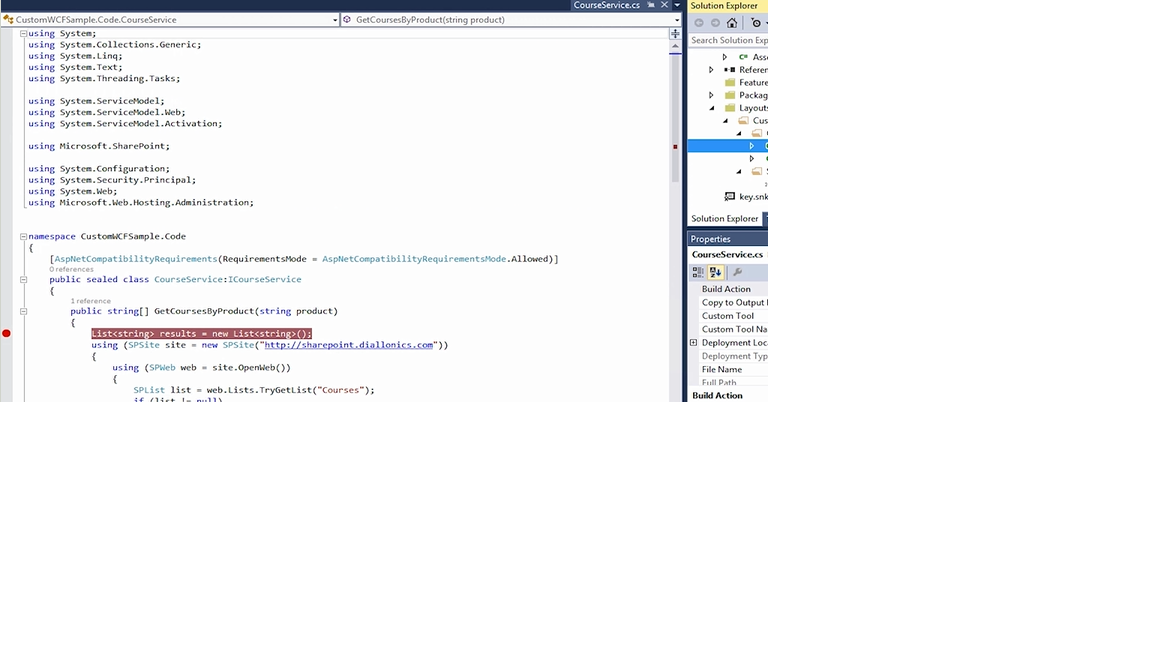 CourseService.cs
CustomWCFSample.Code.CourseService
GetCoursesByProduct(string product)
using System;
using System.Collections.Generic;
using System.Linq;
using System.Text;
using System.Threading.Tasks;
using System.ServiceModel;
using System.ServiceModel.Web;
using System.ServiceModel.Activation;
using Microsoft.SharePoint;
using System.Configuration;
using System.Security.Principal;
using System.Web;
using Microsoft.Web.Hosting.Administration;
namespace CustomWCFSample.Code
{
[AspNetCompatibilityRequirements(RequirementsMode = AspNetCompatibilityRequirementsMode.Allowed)]
0 references
public sealed class CourseService:ICourseService
{
1 reference
public string[] GetCoursesByProduct(string product)
{
List<string> results = new List<string>();
using (SPSite site = new SPSite("http://sharepoint.diallonics.com"))
{
using (SPWeb web = site.OpenWeb())
{
SPList list = web.Lists.TryGetList("Courses");
if (list != null)
Solution Explorer
Search Solution Exp
Asse
Referen
Feature
Packag
Layouts
Cus
key.snk
Solution Explorer
Properties
CourseService.cs
Build Action
Copy to Output
Custom Tool
Custom Tool Na
Deployment Loc
Deployment Typ
File Name
Full Path
Build Action